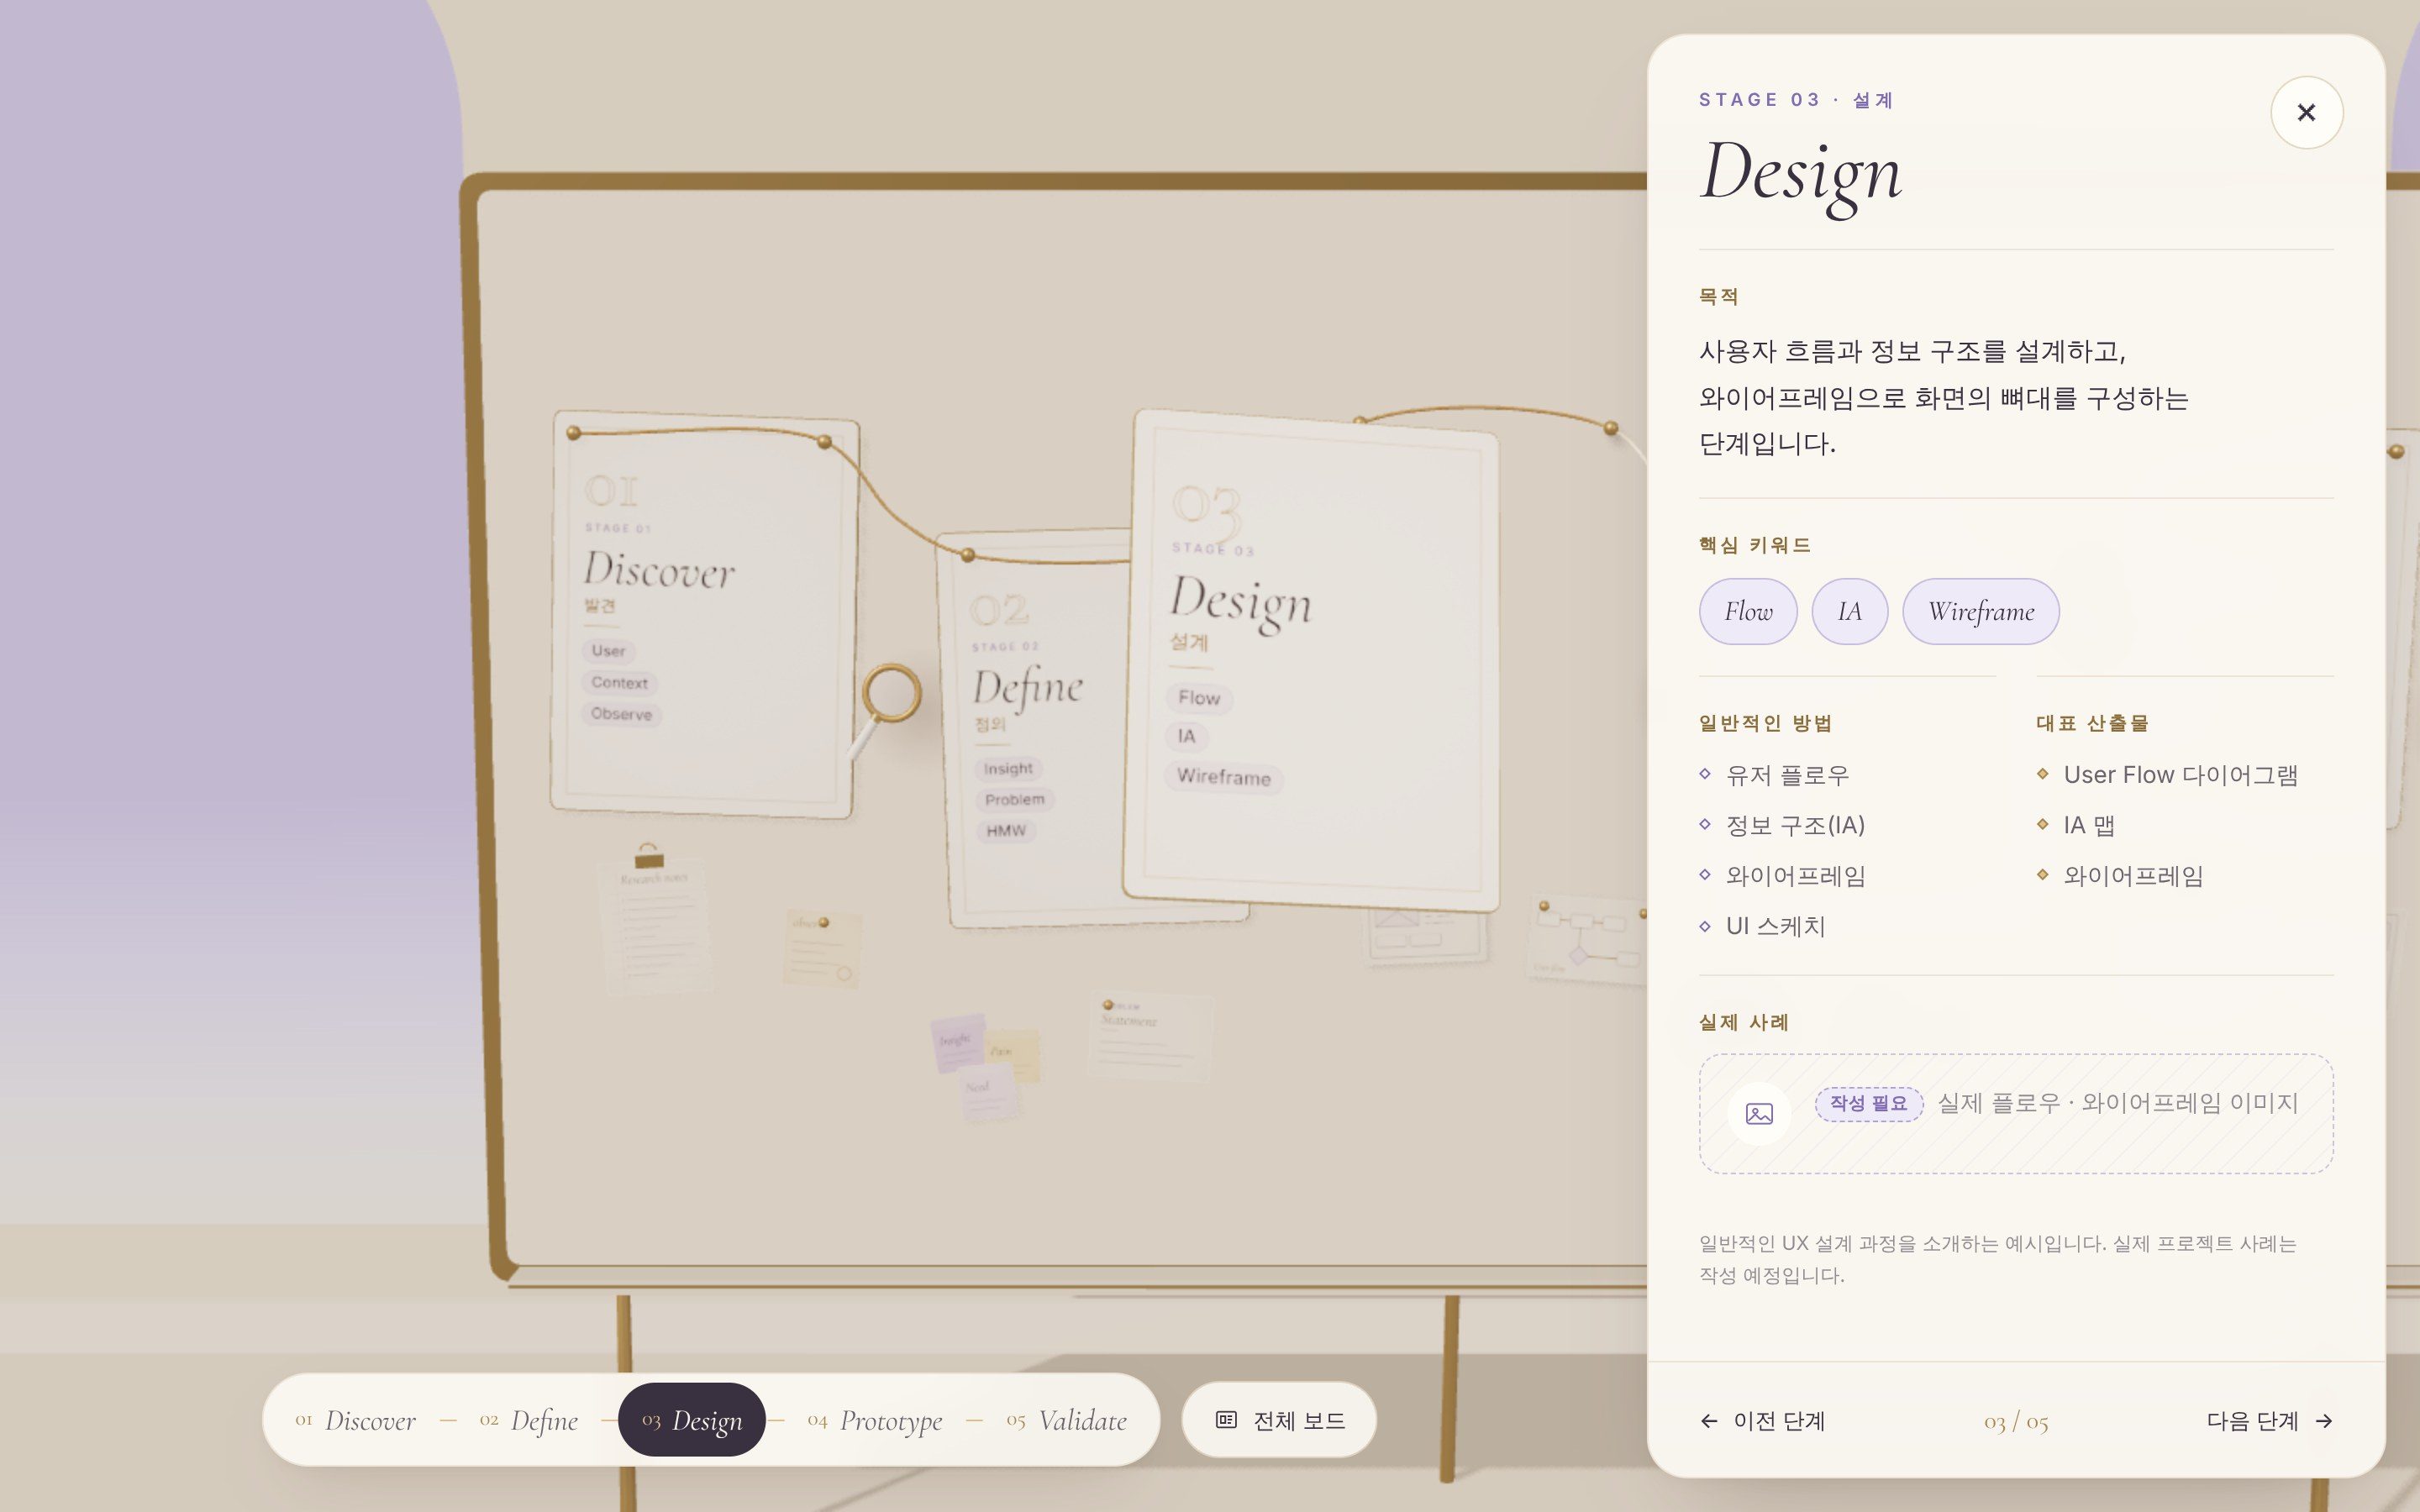 01
STAGE 01
Discover
발견
User
Context
Observe
02
STAGE 02
Define
정의
Insight
Problem
HMW
03
STAGE 03
Design
설계
Flow
IA
Wireframe
Research notes
Insight
Pain
Need
Statement
User flow
STAGE 03 · 설계
Design
목적
사용자 흐름과 정보 구조를 설계하고,
와이어프레임으로 화면의 뼈대를 구성하는
단계입니다.
핵심 키워드
Flow IA Wireframe
일반적인 방법
유저 플로우
정보 구조(IA)
와이어프레임
UI 스케치
대표 산출물
User Flow 다이어그램
IA 맵
와이어프레임
실제 사례
작성 필요 실제 플로우 · 와이어프레임 이미지
일반적인 UX 설계 과정을 소개하는 예시입니다. 실제 프로젝트 사례는
작성 예정입니다.
← 이전 단계 03 / 05 다음 단계 →
01 Discover — 02 Define — 03 Design — 04 Prototype — 05 Validate
전체 보드